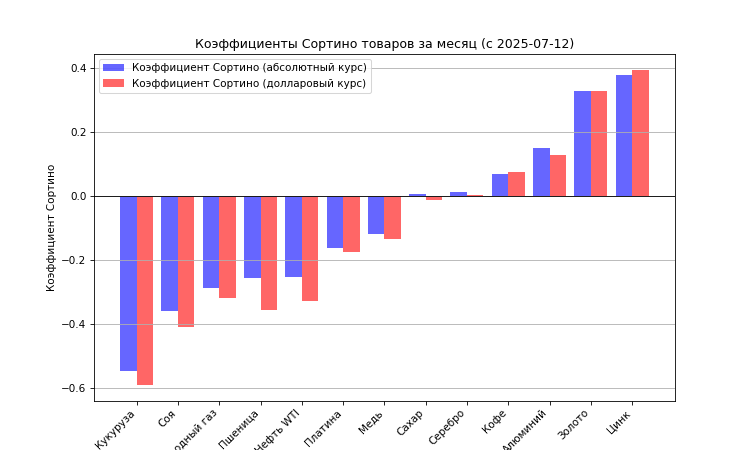 Коэффициенты Сортино товаров за месяц (с 2025-07-12)
Коэффициент Сортино (абсолютный курс)
Коэффициент Сортино (долларовый курс)
Коэффициент Сортино
0.4
0.2
0.0
−0.2
−0.4
−0.6
Кукуруза
Соя
одный газ
Пшеница
Нефть WTI
Платина
Медь
Сахар
Серебро
Кофе
Алюминий
Золото
Цинк